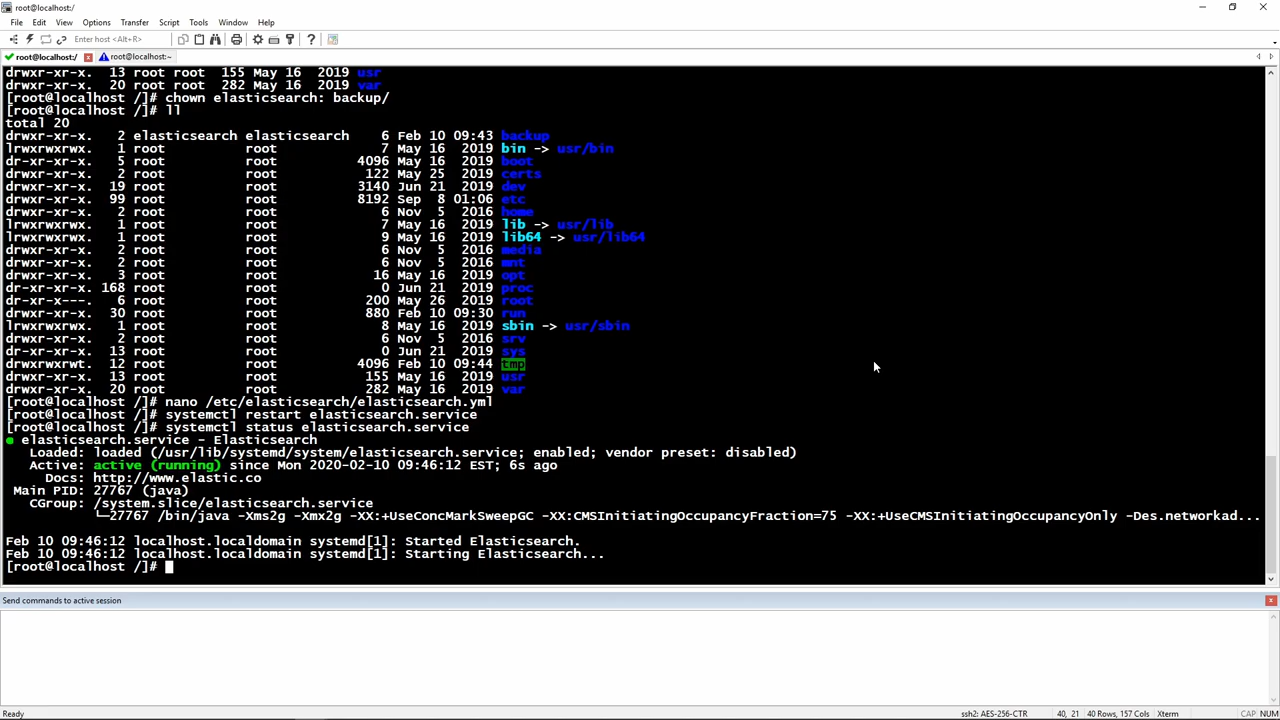 root@localhost:/
File Edit View Options Transfer Script Tools Window Help
Enter host <Alt+R>
root@localhost:/ root@localhost:~
drwxr-xr-x. 13 root root 155 May 16 2019 usr
drwxr-xr-x. 20 root root 282 May 16 2019 var
[root@localhost /]# chown elasticsearch: backup/
[root@localhost /]# ll
total 20
drwxr-xr-x. 2 elasticsearch elasticsearch 6 Feb 10 09:43 backup
lrwxrwxrwx. 1 root root 7 May 16 2019 bin -> usr/bin
dr-xr-xr-x. 5 root root 4096 May 16 2019 boot
drwxr-xr-x. 2 root root 122 May 25 2019 certs
drwxr-xr-x. 19 root root 3140 Jun 21 2019 dev
drwxr-xr-x. 99 root root 8192 Sep 8 01:06 etc
drwxr-xr-x. 2 root root 6 Nov 5 2016 home
lrwxrwxrwx. 1 root root 7 May 16 2019 lib -> usr/lib
lrwxrwxrwx. 1 root root 9 May 16 2019 lib64 -> usr/lib64
drwxr-xr-x. 2 root root 6 Nov 5 2016 media
drwxr-xr-x. 2 root root 6 Nov 5 2016 mnt
drwxr-xr-x. 3 root root 16 May 16 2019 opt
dr-xr-xr-x. 168 root root 0 Jun 21 2019 proc
dr-xr-x---. 6 root root 200 May 26 2019 root
drwxr-xr-x. 30 root root 880 Feb 10 09:30 run
lrwxrwxrwx. 1 root root 8 May 16 2019 sbin -> usr/sbin
drwxr-xr-x. 2 root root 6 Nov 5 2016 srv
dr-xr-xr-x. 13 root root 0 Jun 21 2019 sys
drwxrwxrwt. 12 root root 4096 Feb 10 09:44 tmp
drwxr-xr-x. 13 root root 155 May 16 2019 usr
drwxr-xr-x. 20 root root 282 May 16 2019 var
[root@localhost /]# nano /etc/elasticsearch/elasticsearch.yml
[root@localhost /]# systemctl restart elasticsearch.service
[root@localhost /]# systemctl status elasticsearch.service
● elasticsearch.service - Elasticsearch
Loaded: loaded (/usr/lib/systemd/system/elasticsearch.service; enabled; vendor preset: disabled)
Active: active (running) since Mon 2020-02-10 09:46:12 EST; 6s ago
Docs: http://www.elastic.co
Main PID: 27767 (java)
CGroup: /system.slice/elasticsearch.service
└─27767 /bin/java -Xms2g -Xmx2g -XX:+UseConcMarkSweepGC -XX:CMSInitiatingOccupancyFraction=75 -XX:+UseCMSInitiatingOccupancyOnly -Des.networkad...
Feb 10 09:46:12 localhost.localdomain systemd[1]: Started Elasticsearch.
Feb 10 09:46:12 localhost.localdomain systemd[1]: Starting Elasticsearch...
[root@localhost /]#
Send commands to active session
Ready ssh2: AES-256-CTR 40, 21 40 Rows, 157 Cols Xterm CAP NUM